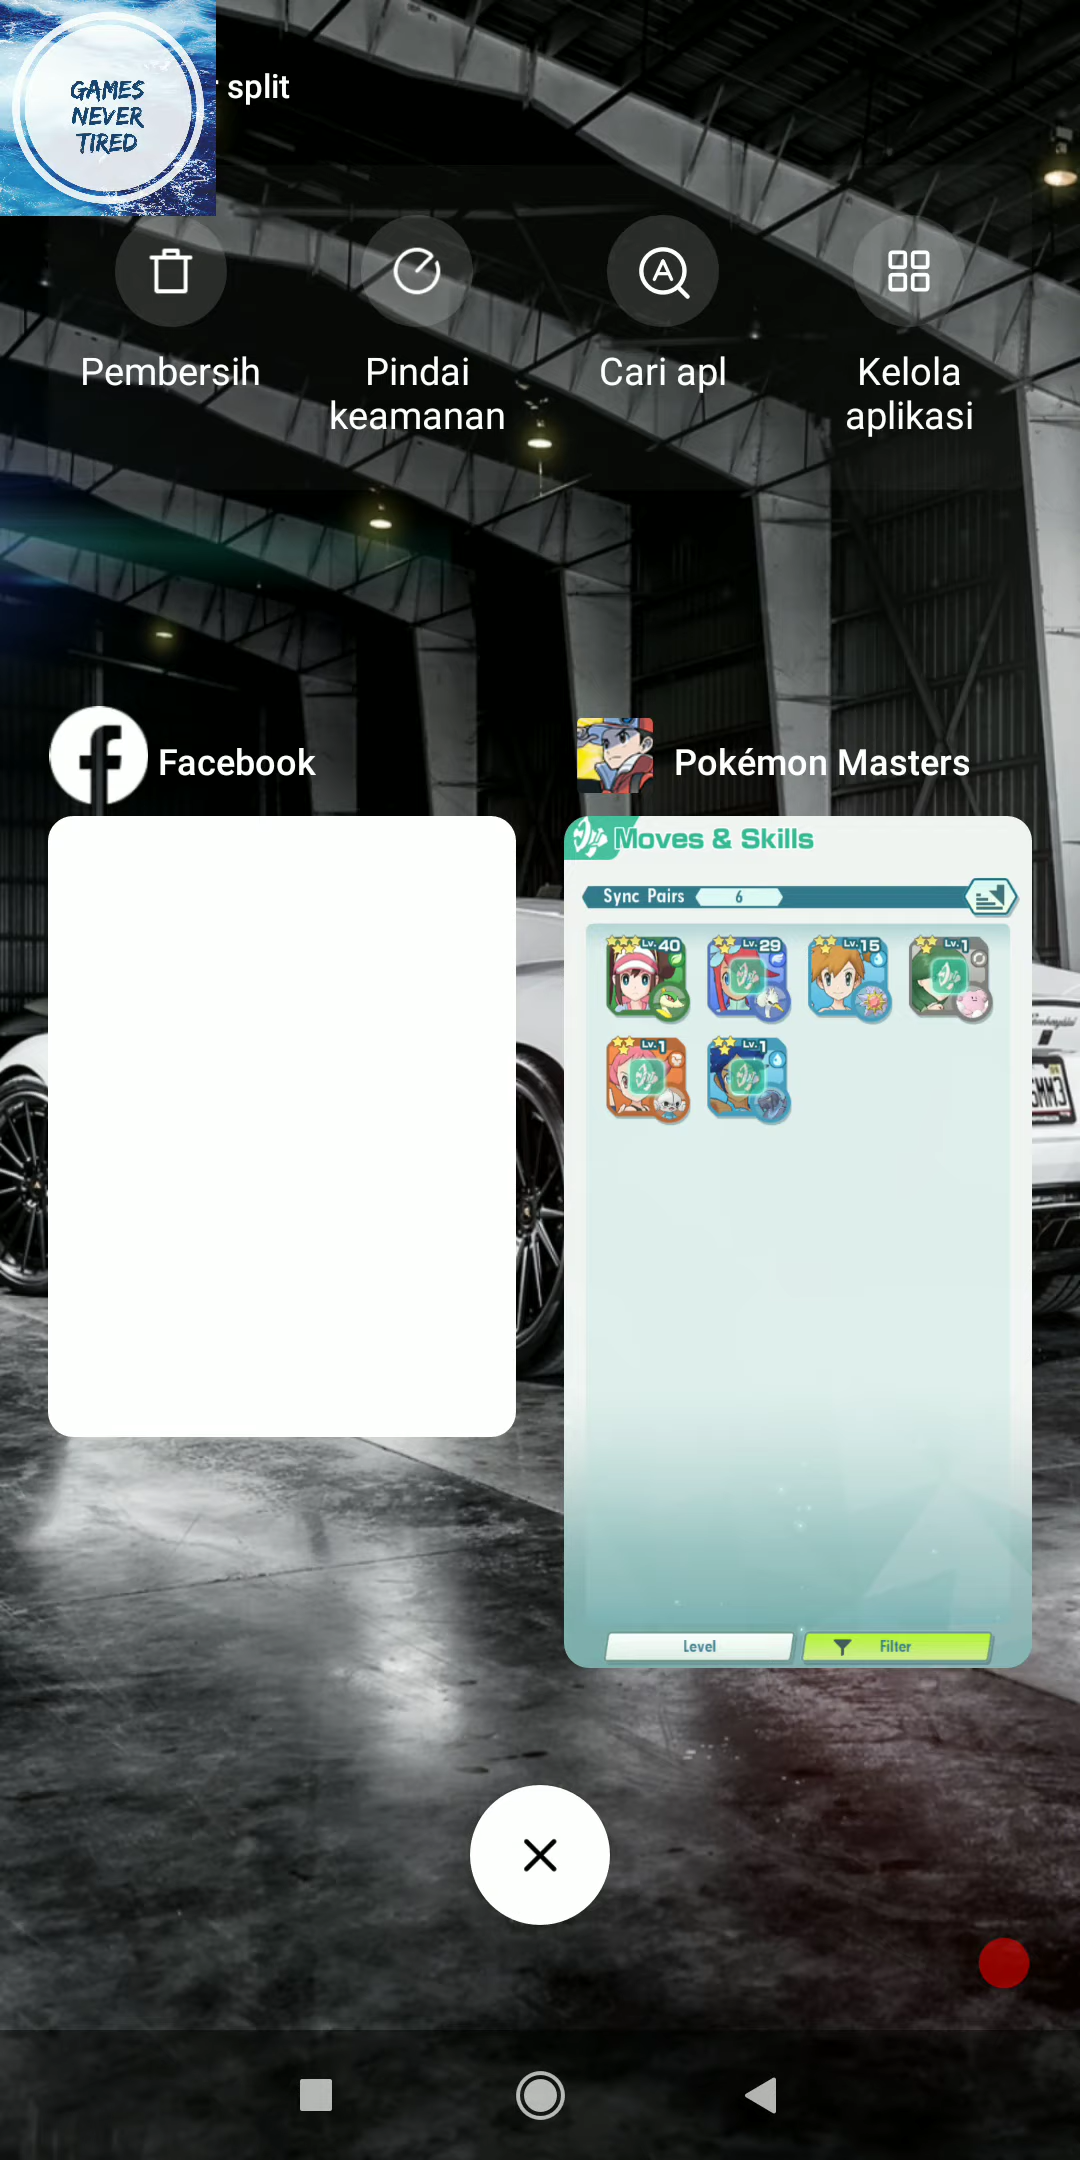 GAMES
NEVER
TIRED
split
Pembersih
Pindai
keamanan
Cari apl
Kelola
aplikasi
Facebook
Pokémon Masters
Moves & Skills
Sync Pairs 6
Lv.40
Lv.29
Lv.15
Lv.1
Lv.1
Lv.1
Level
Filter